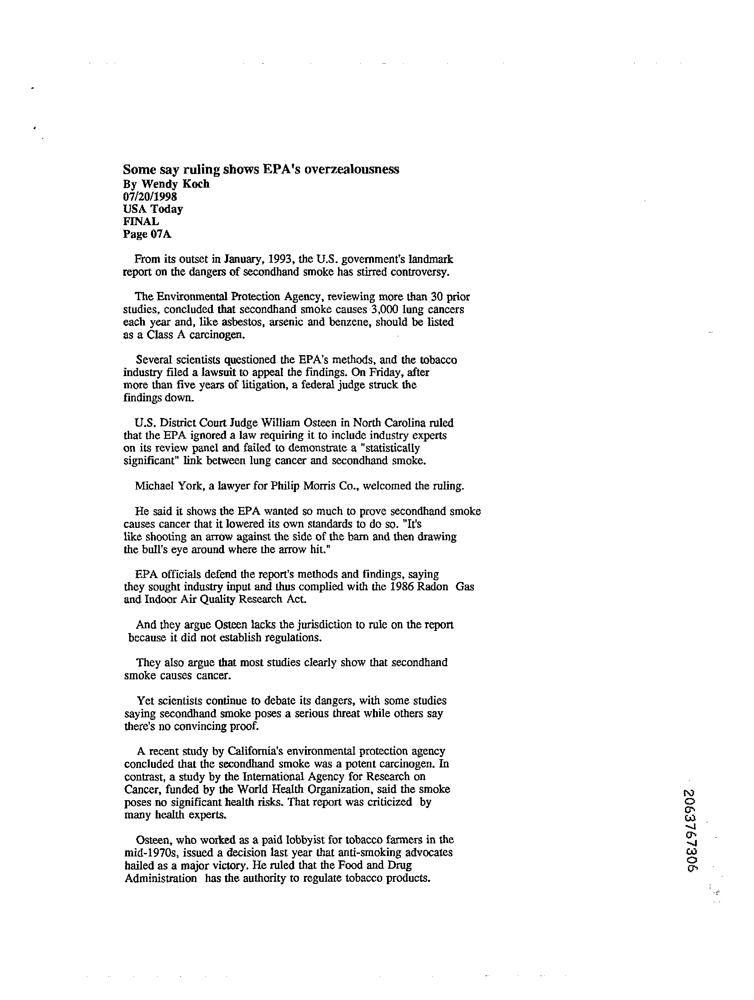 Some say ruling shows EPA's overzealousness
By Wendy Koch
07/20/1998
USA Today
FINAL
Page 07A
From its outset in January, 1993, the U.S. government's landmark
report on the dangers of secondhand smoke has stirred controversy.
The Environmental Protection Agency, reviewing more than 30 prior
studies, concluded that secondhand smoke causes 3,000 lung cancers
each year and, like asbestos, arsenic and benzene, should be listed
as a Class A carcinogen.
Several scientists questioned the EPA's methods, and the tobacco
industry filed a lawsuit to appeal the findings. On Friday, after
more than five years of litigation, a federal judge struck the
findings down.
U.S. District Court Judge William Osteen in North Carolina ruled
that the EPA ignored a law requiring it to include industry experts
on its review panel and failed to demonstrate a "statistically
significant" link between lung cancer and secondhand smoke.
Michael York, a lawyer for Philip Morris Co., welcomed the ruling.
He said it shows the EPA wanted so much to prove secondhand smoke
causes cancer that it lowered its own standards to do so. "It's
like shooting an arrow against the side of the barn and then drawing
the bull's eye around where the arrow hit."
EPA officials defend the report's methods and findings, saying
they sought industry input and thus complied with the 1986 Radon Gas
and Indoor Air Quality Research Act.
And they argue Osteen lacks the jurisdiction to rule on the report
because it did not establish regulations.
They also argue that most studies clearly show that secondhand
smoke causes cancer.
Yet scientists continue to debate its dangers, with some studies
saying secondhand smoke poses a serious threat while others say
there's no convincing proof.
A recent study by California's environmental protection agency
concluded that the secondhand smoke was a potent carcinogen. In
contrast, a study by the International Agency for Research on
Cancer, funded by the World Health Organization, said the smoke
poses no significant health risks. That report was criticized by
many health experts.
Osteen, who worked as a paid lobbyist for tobacco farmers in the
mid-1970s, issued a decision last year that anti-smoking advocates
hailed as a major victory. He ruled that the Food and Drug
Administration has the authority to regulate tobacco products.
2063767306